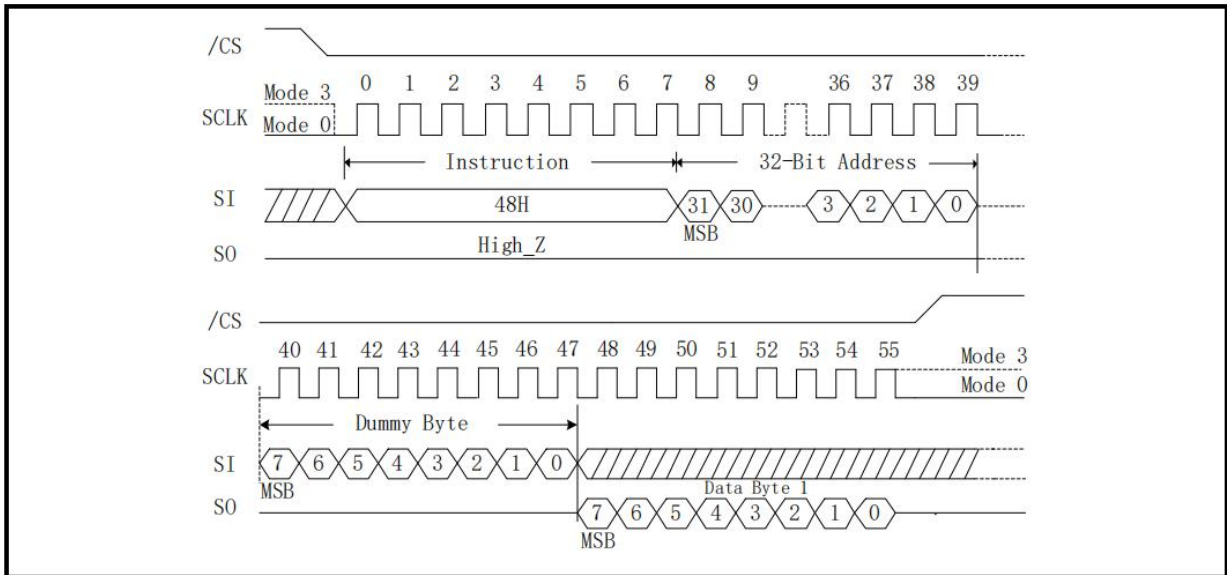 /CS
0 1 2 3 4 5 6 7 8 9 36 37 38 39
Mode 3
SCLK
Mode 0
Instruction 32-Bit Address
SI 48H 31 30 3 2 1 0
MSB
High_Z
SO
/CS
40 41 42 43 44 45 46 47 48 49 50 51 52 53 54 55
Mode 3
SCLK
Mode 0
Dummy Byte
SI 7 6 5 4 3 2 1 0
MSB Data Byte 1
SO 7 6 5 4 3 2 1 0
MSB